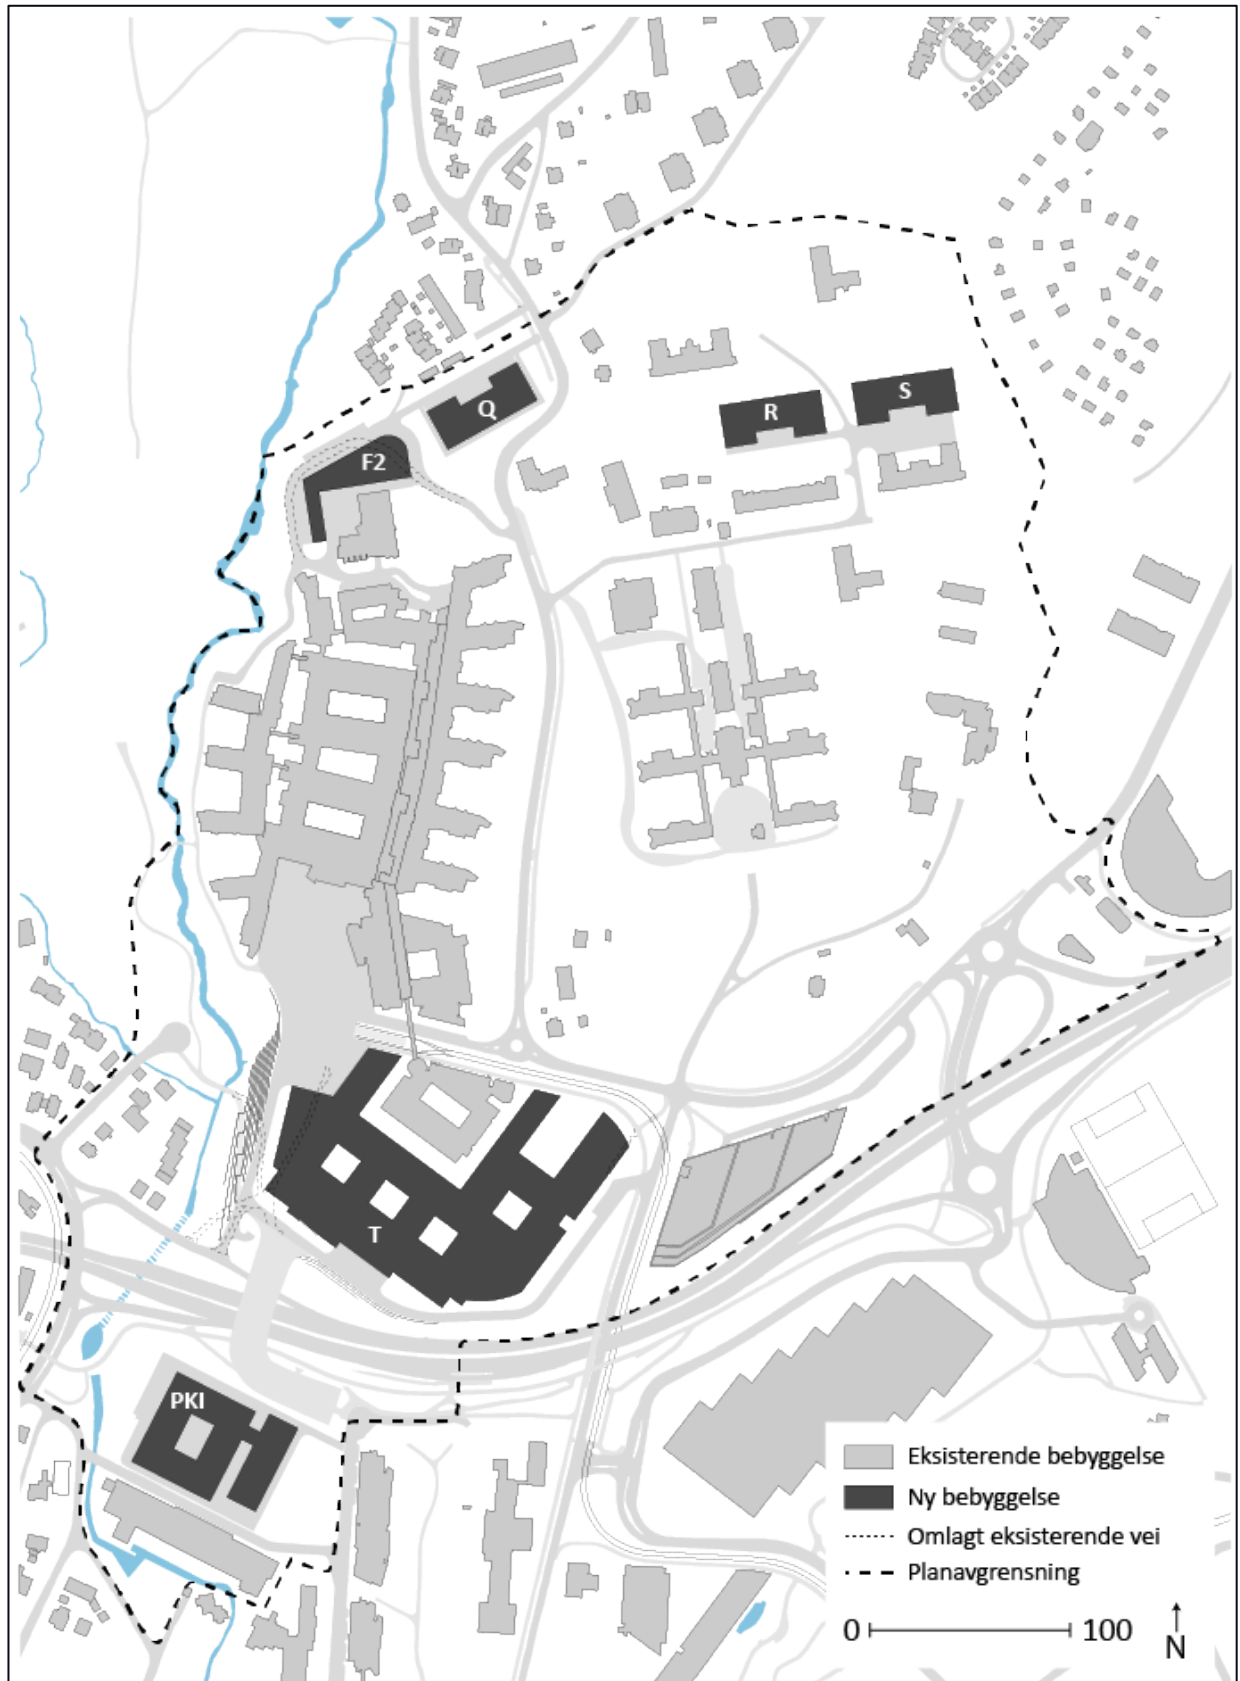 S
R
Q
F2
T
PKI
Eksisterende bebyggelse
Ny bebyggelse
Omlagt eksisterende vei
Planavgrensning
0 100
N